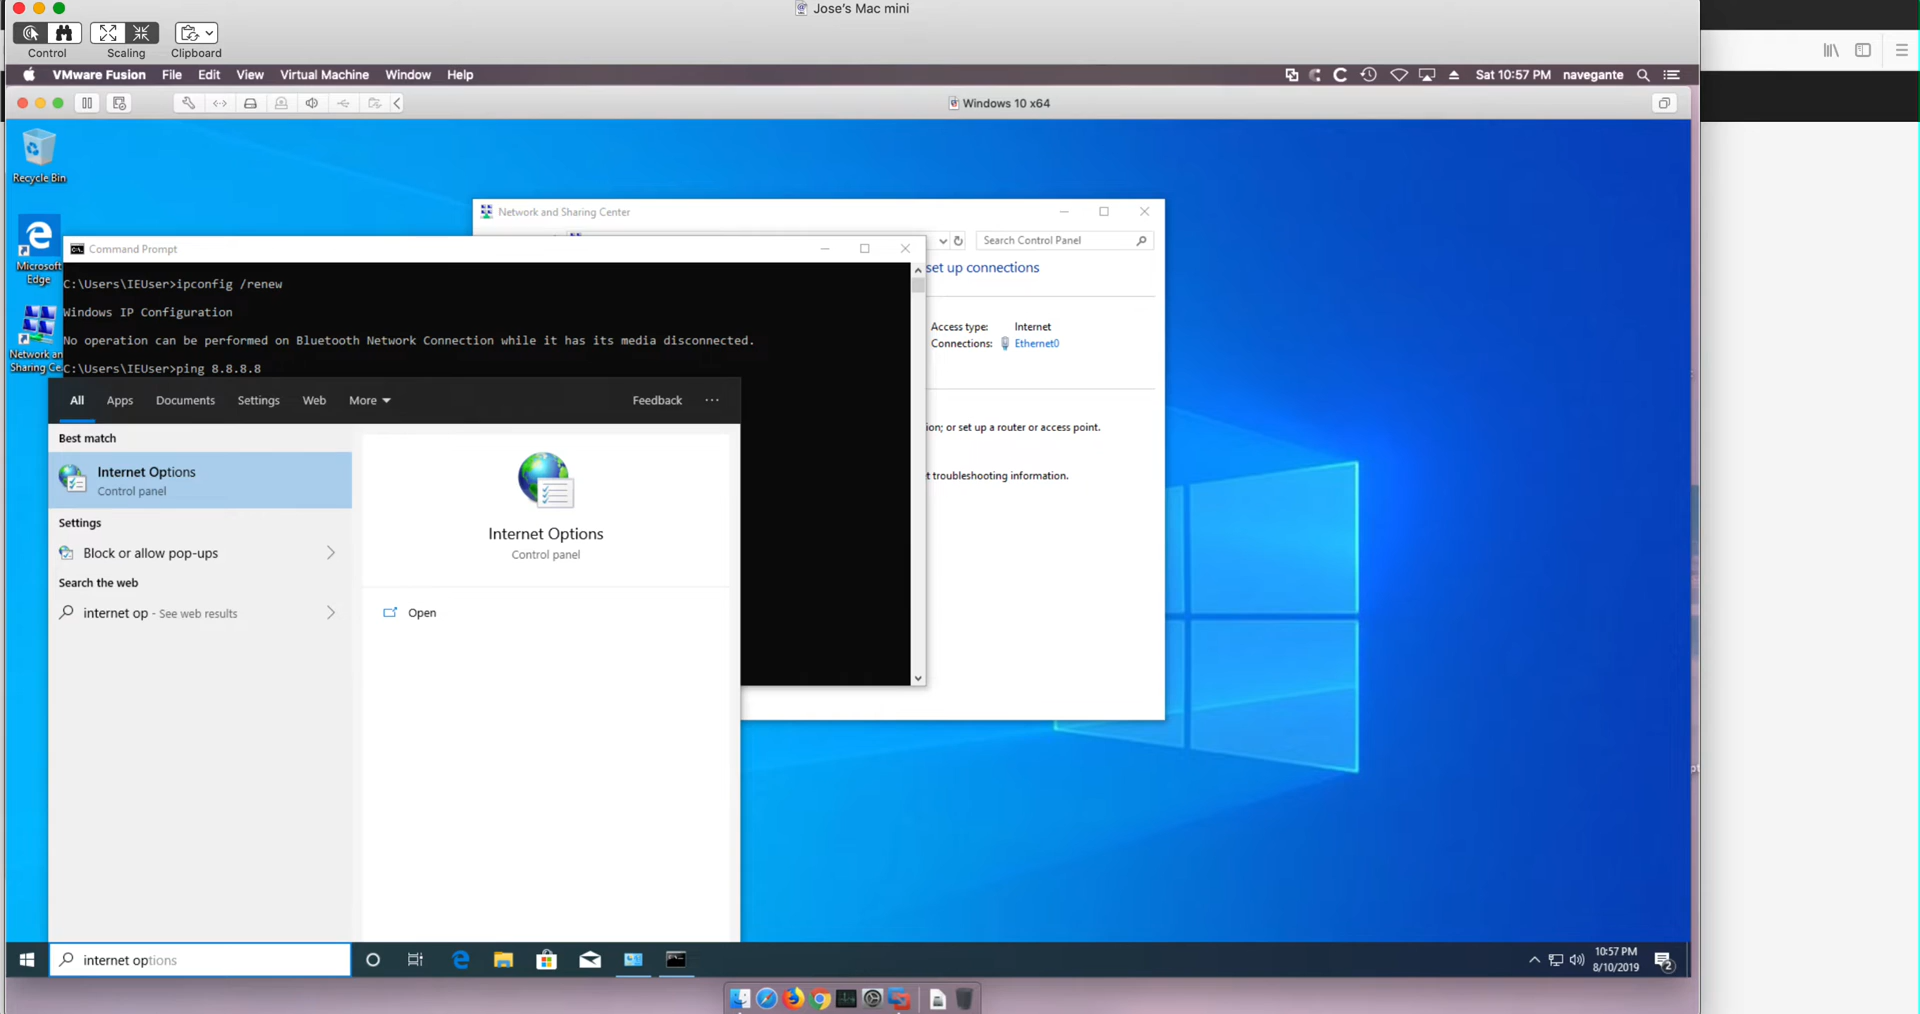 Jose's Mac mini
Control
Scaling
Clipboard
VMware Fusion File Edit View Virtual Machine Window Help
Sat 10:57 PM navegante
Windows 10 x64
Recycle Bin
Microsoft
Edge
Network an
Sharing Ce
Network and Sharing Center
Search Control Panel
set up connections
Access type: Internet
Connections: Ethernet0
ion; or set up a router or access point.
t troubleshooting information.
Command Prompt
C:\Users\IEUser>ipconfig /renew
Windows IP Configuration
No operation can be performed on Bluetooth Network Connection while it has its media disconnected.
C:\Users\IEUser>ping 8.8.8.8
All Apps Documents Settings Web More Feedback ...
Best match
Internet Options
Control panel
Settings
Block or allow pop-ups
Search the web
internet op - See web results
Internet Options
Control panel
Open
internet options
10:57 PM
8/10/2019
2